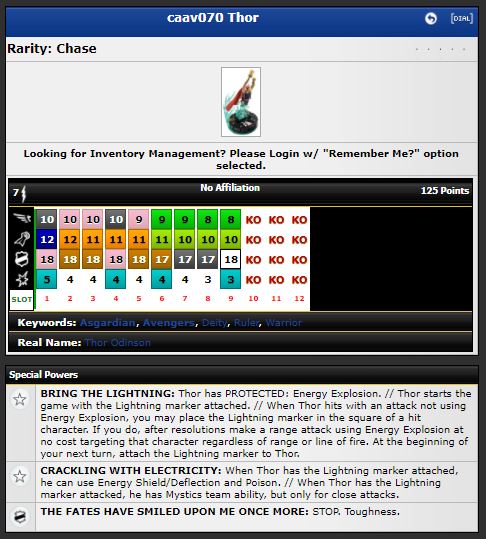 caav070 Thor
[DIAL]
Rarity: Chase
Looking for Inventory Management? Please Login w/ "Remember Me?" option
selected.
7 No Affiliation 125 Points
10 10 10 10 9 9 9 8 8 KO KO KO
12 12 11 11 11 11 10 10 10 KO KO KO
18 18 18 17 18 18 17 17 18 KO KO KO
5 4 4 4 4 4 4 3 3 KO KO KO
SLOT 1 2 3 4 5 6 7 8 9 10 11 12
Keywords: Asgardian, Avengers, Deity, Ruler, Warrior
Real Name: Thor Odinson
Special Powers
BRING THE LIGHTNING: Thor has PROTECTED: Energy Explosion. // Thor starts the
game with the Lightning marker attached. // When Thor hits with an attack not using
Energy Explosion, you may place the Lightning marker in the square of a hit
character. If you do, after resolutions make a range attack using Energy Explosion at
no cost targeting that character regardless of range or line of fire. At the beginning of
your next turn, attach the Lightning marker to Thor.
CRACKLING WITH ELECTRICITY: When Thor has the Lightning marker attached,
he can use Energy Shield/Deflection and Poison. // When Thor has the Lightning
marker attacked, he has Mystics team ability, but only for close attacks.
THE FATES HAVE SMILED UPON ME ONCE MORE: STOP. Toughness.